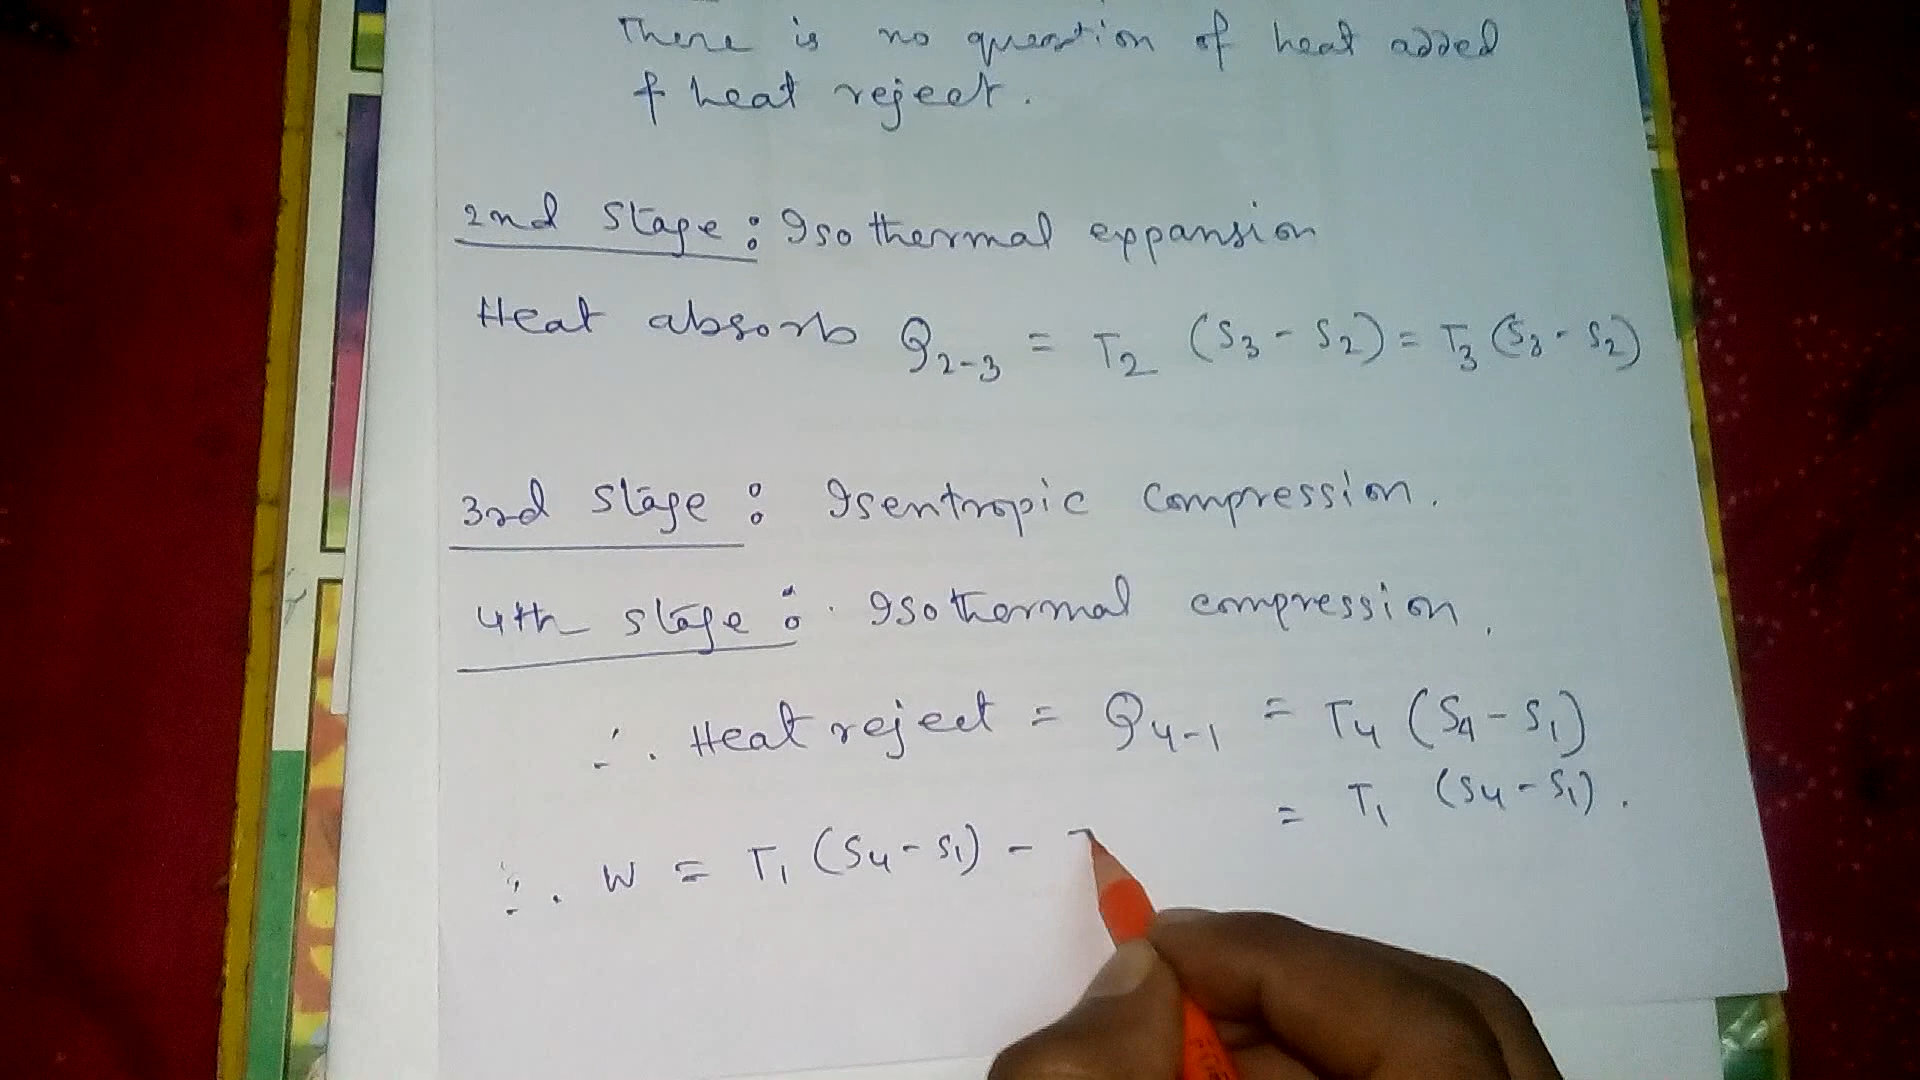 There is no question of heat added
& heat reject.
2nd stage : Isothermal expansion
Heat absorb Q2-3 = T2 (S3 - S2) = T3 (S3 - S2)
3rd stage : Isentropic compression.
4th stage : Isothermal compression.
∴ Heat reject = Q4-1 = T4 (S4 - S1)
= T1 (S4 - S1).
∴ W = T1 (S4 - S1) -